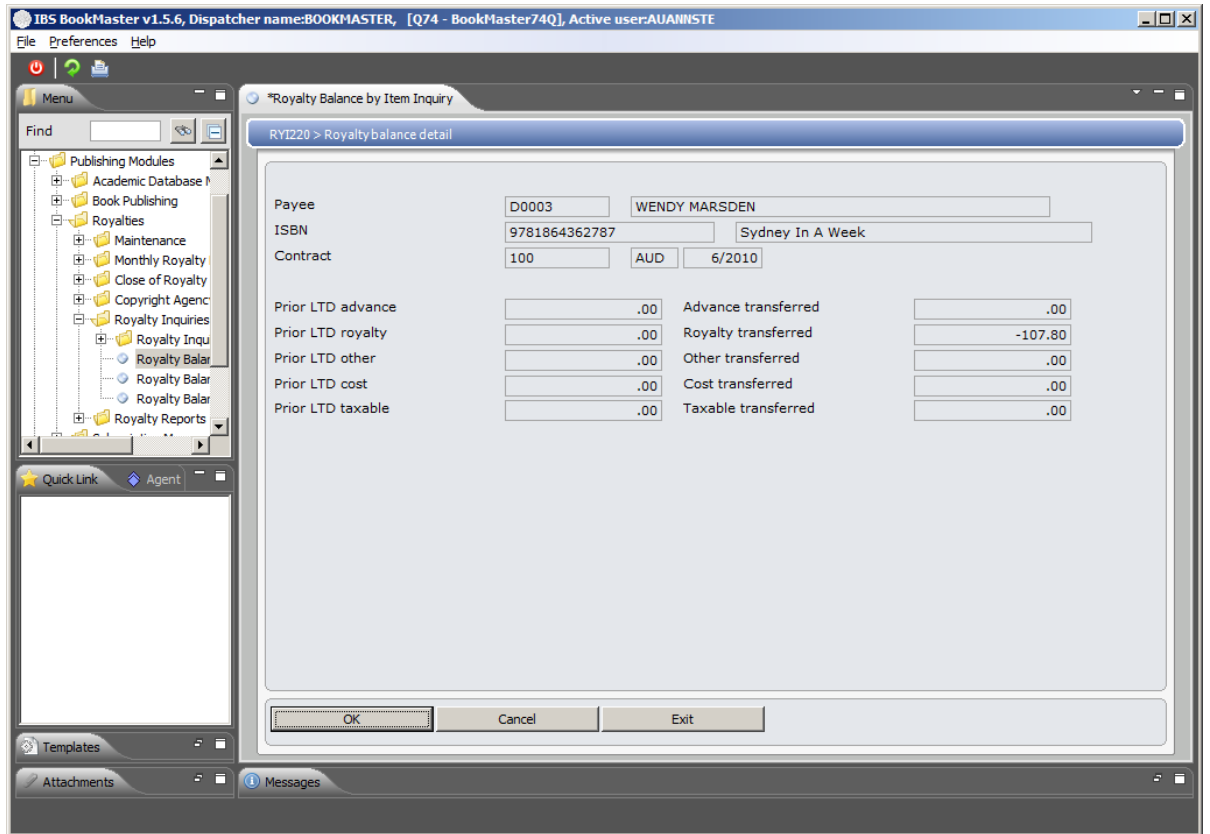 IBS BookMaster v1.5.6, Dispatcher name:BOOKMASTER, [Q74 - BookMaster74Q], Active user:AUANNSTE
File Preferences Help
Menu
*Royalty Balance by Item Inquiry
Find
RYI220 > Royalty balance detail
Publishing Modules
Academic Database
Book Publishing
Royalties
Maintenance
Monthly Royalty
Close of Royalty
Copyright Agenc
Royalty Inquiries
Royalty Inqu
Royalty Balar
Royalty Balar
Royalty Balar
Royalty Reports
Payee D0003 WENDY MARSDEN
ISBN 9781864362787 Sydney In A Week
Contract 100 AUD 6/2010
Prior LTD advance .00 Advance transferred .00
Prior LTD royalty .00 Royalty transferred -107.80
Prior LTD other .00 Other transferred .00
Prior LTD cost .00 Cost transferred .00
Prior LTD taxable .00 Taxable transferred .00
Quick Link Agent
OK Cancel Exit
Templates
Attachments
Messages